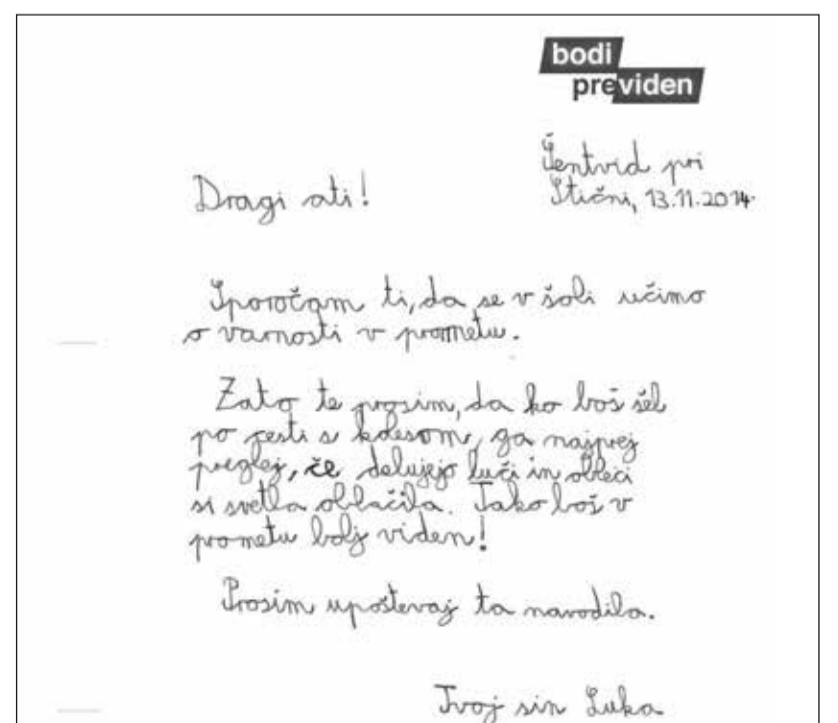 bodi
previden
Šentvid pri
Stični, 13.11.2014.
Dragi ati!
Sporočam ti, da se v šoli učimo
o varnosti v prometu.
Zato te prosim, da ko boš šel
po cesti s kolesom, ga najprej
preglej, če delujejo luči in obleci
si svetla oblačila. Tako boš v
prometu bolj viden!
Prosim upoštevaj ta navodila.
Tvoj sin Luka